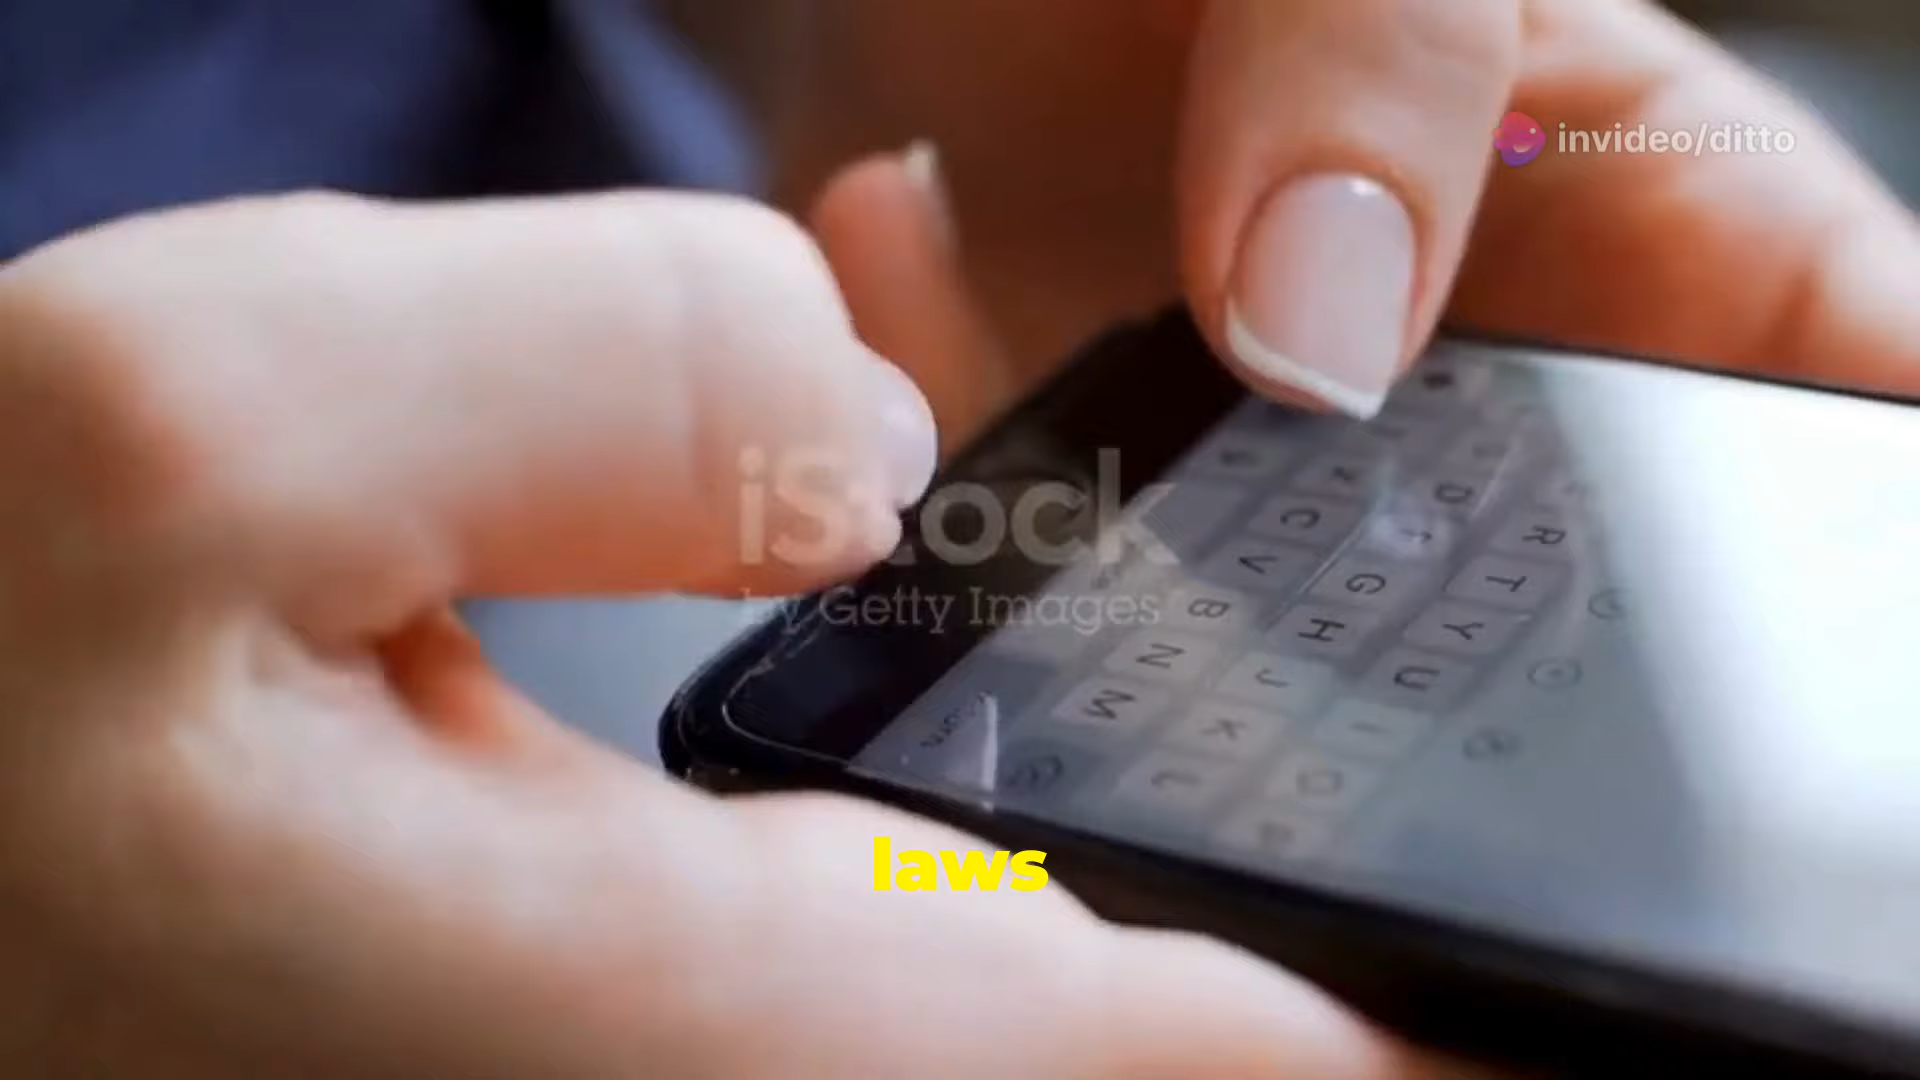 invideo/ditto
iStock
by Getty Images
R
D
T
C
G
Y
V
H
U
B
J
I
N
K
O
M
L
laws